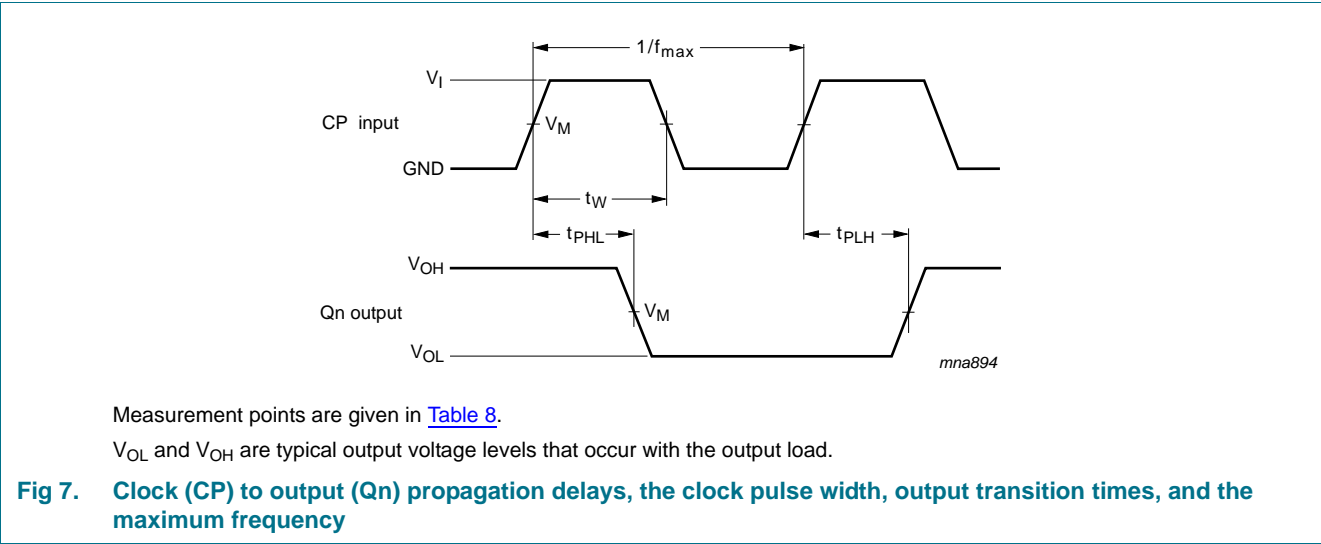 1/fmax
VI
CP input
VM
GND
tW
tPHL
tPLH
VOH
Qn output
VM
VOL
mna894
Measurement points are given in Table 8.
VOL and VOH are typical output voltage levels that occur with the output load.
Fig 7. Clock (CP) to output (Qn) propagation delays, the clock pulse width, output transition times, and the
maximum frequency